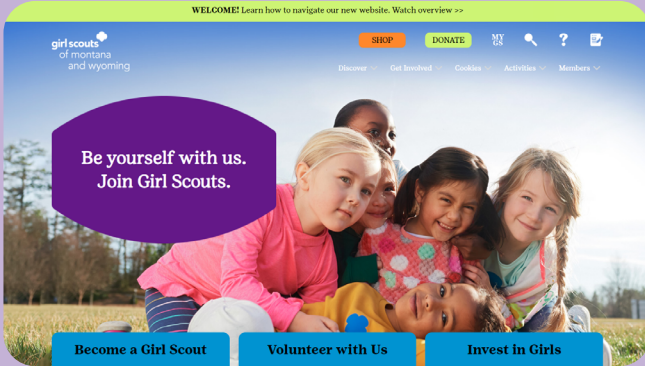 WELCOME! Learn how to navigate our new website. Watch overview >>
girl scouts
of montana
and wyoming
SHOP
DONATE
MY
GS
?
Discover
Get Involved
Cookies
Activities
Members
Be yourself with us.
Join Girl Scouts.
Become a Girl Scout
Volunteer with Us
Invest in Girls